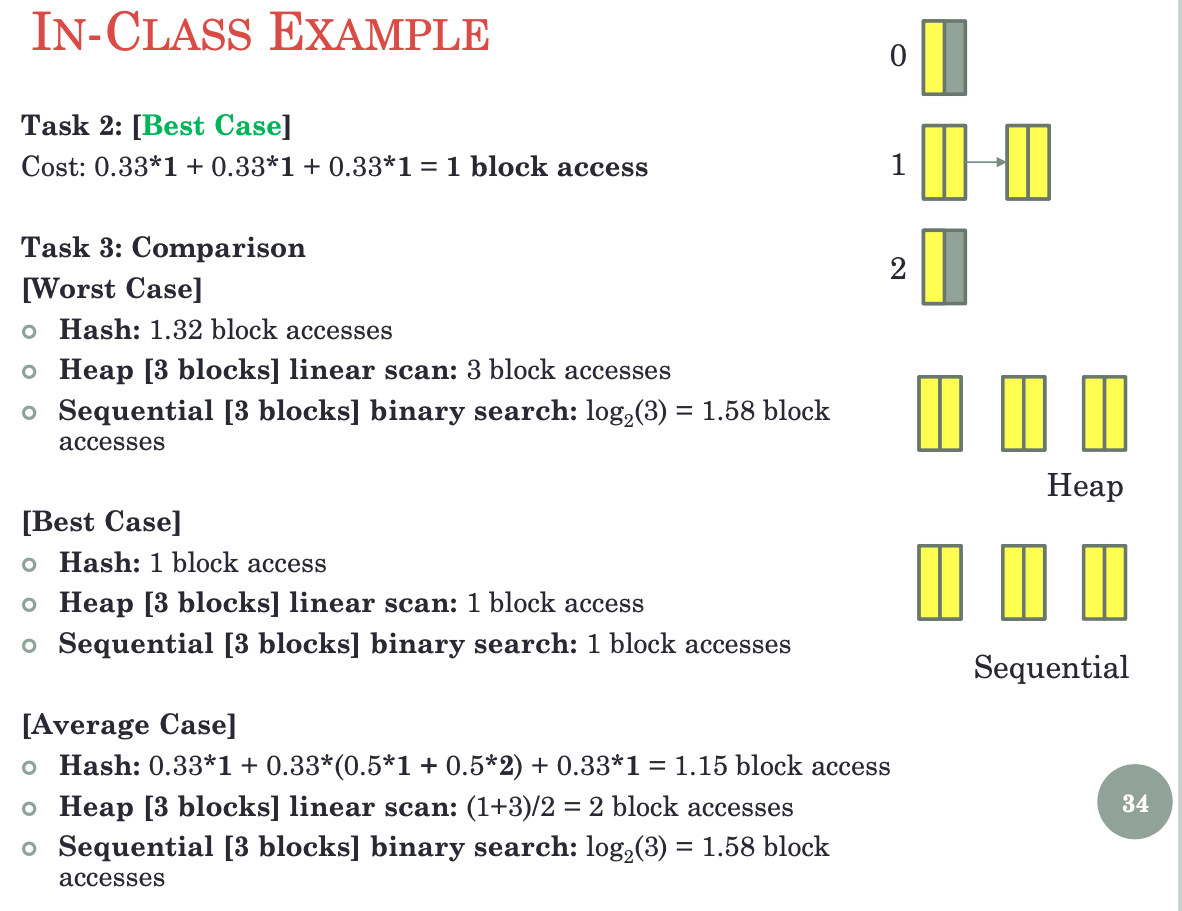 IN-CLASS EXAMPLE
Task 2: [Best Case]
Cost: 0.33*1 + 0.33*1 + 0.33*1 = 1 block access
Task 3: Comparison
[Worst Case]
Hash: 1.32 block accesses
Heap [3 blocks] linear scan: 3 block accesses
Sequential [3 blocks] binary search: log₂(3) = 1.58 block
accesses
[Best Case]
Hash: 1 block access
Heap [3 blocks] linear scan: 1 block access
Sequential [3 blocks] binary search: 1 block accesses
[Average Case]
Hash: 0.33*1 + 0.33*(0.5*1 + 0.5*2) + 0.33*1 = 1.15 block access
Heap [3 blocks] linear scan: (1+3)/2 = 2 block accesses
Sequential [3 blocks] binary search: log₂(3) = 1.58 block
accesses
0
1
2
Heap
Sequential
34